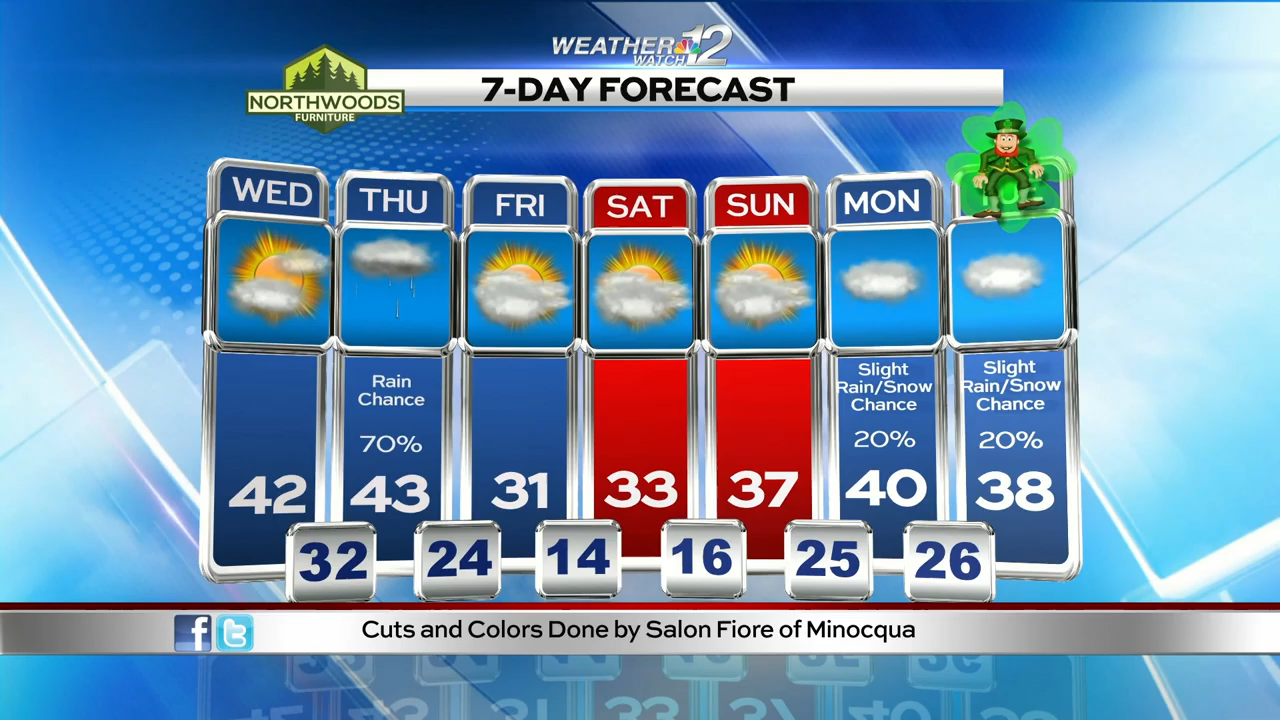 WEATHER
WATCH 12
NORTHWOODS
FURNITURE
7-DAY FORECAST
WED THU FRI SAT SUN MON
Rain
Chance
70%
Slight
Rain/Snow
Chance
20%
Slight
Rain/Snow
Chance
20%
42 43 31 33 37 40 38
32 24 14 16 25 26
f t Cuts and Colors Done by Salon Fiore of Minocqua